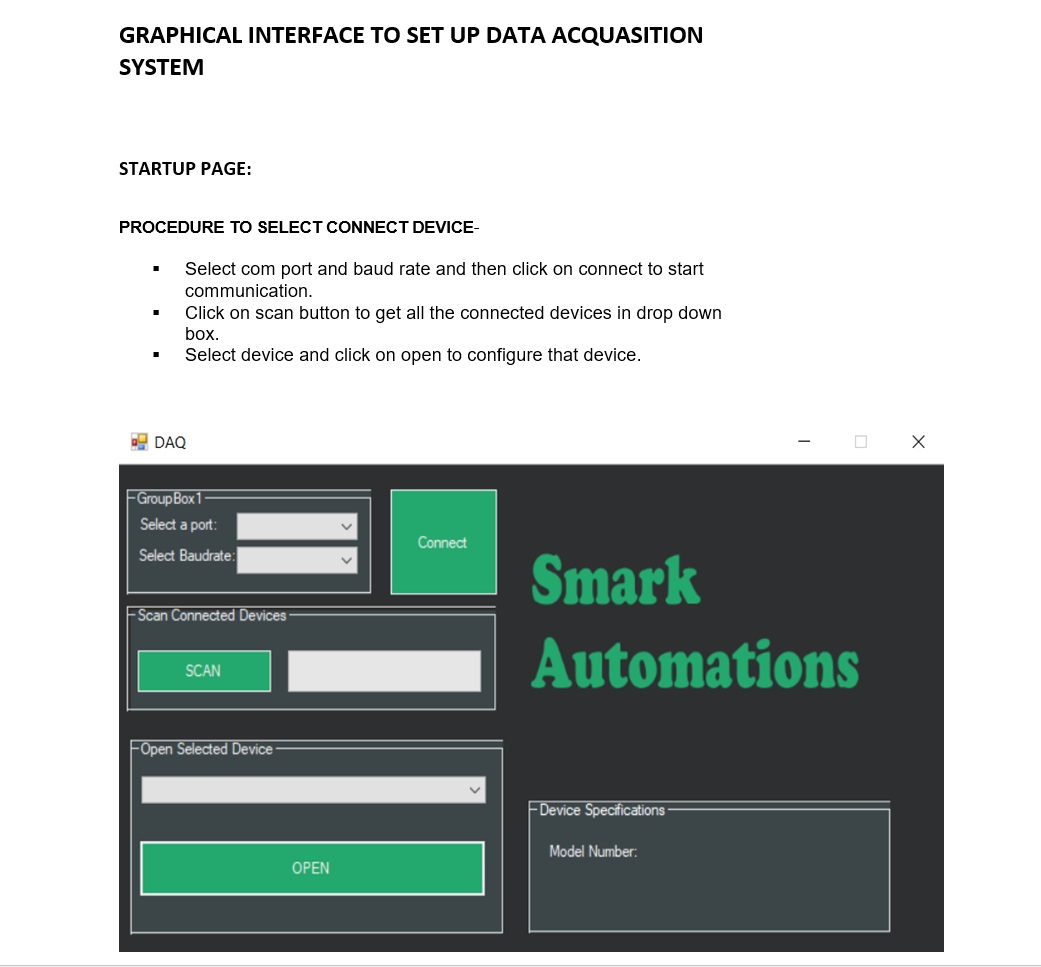 GRAPHICAL INTERFACE TO SET UP DATA ACQUASITION
SYSTEM
STARTUP PAGE:
PROCEDURE TO SELECT CONNECT DEVICE-
▪ Select com port and baud rate and then click on connect to start
communication.
▪ Click on scan button to get all the connected devices in drop down
box.
▪ Select device and click on open to configure that device.
DAQ
GroupBox1
Select a port:
Select Baudrate:
Connect
Scan Connected Devices
SCAN
Smark
Automations
Open Selected Device
OPEN
Device Specifications
Model Number: